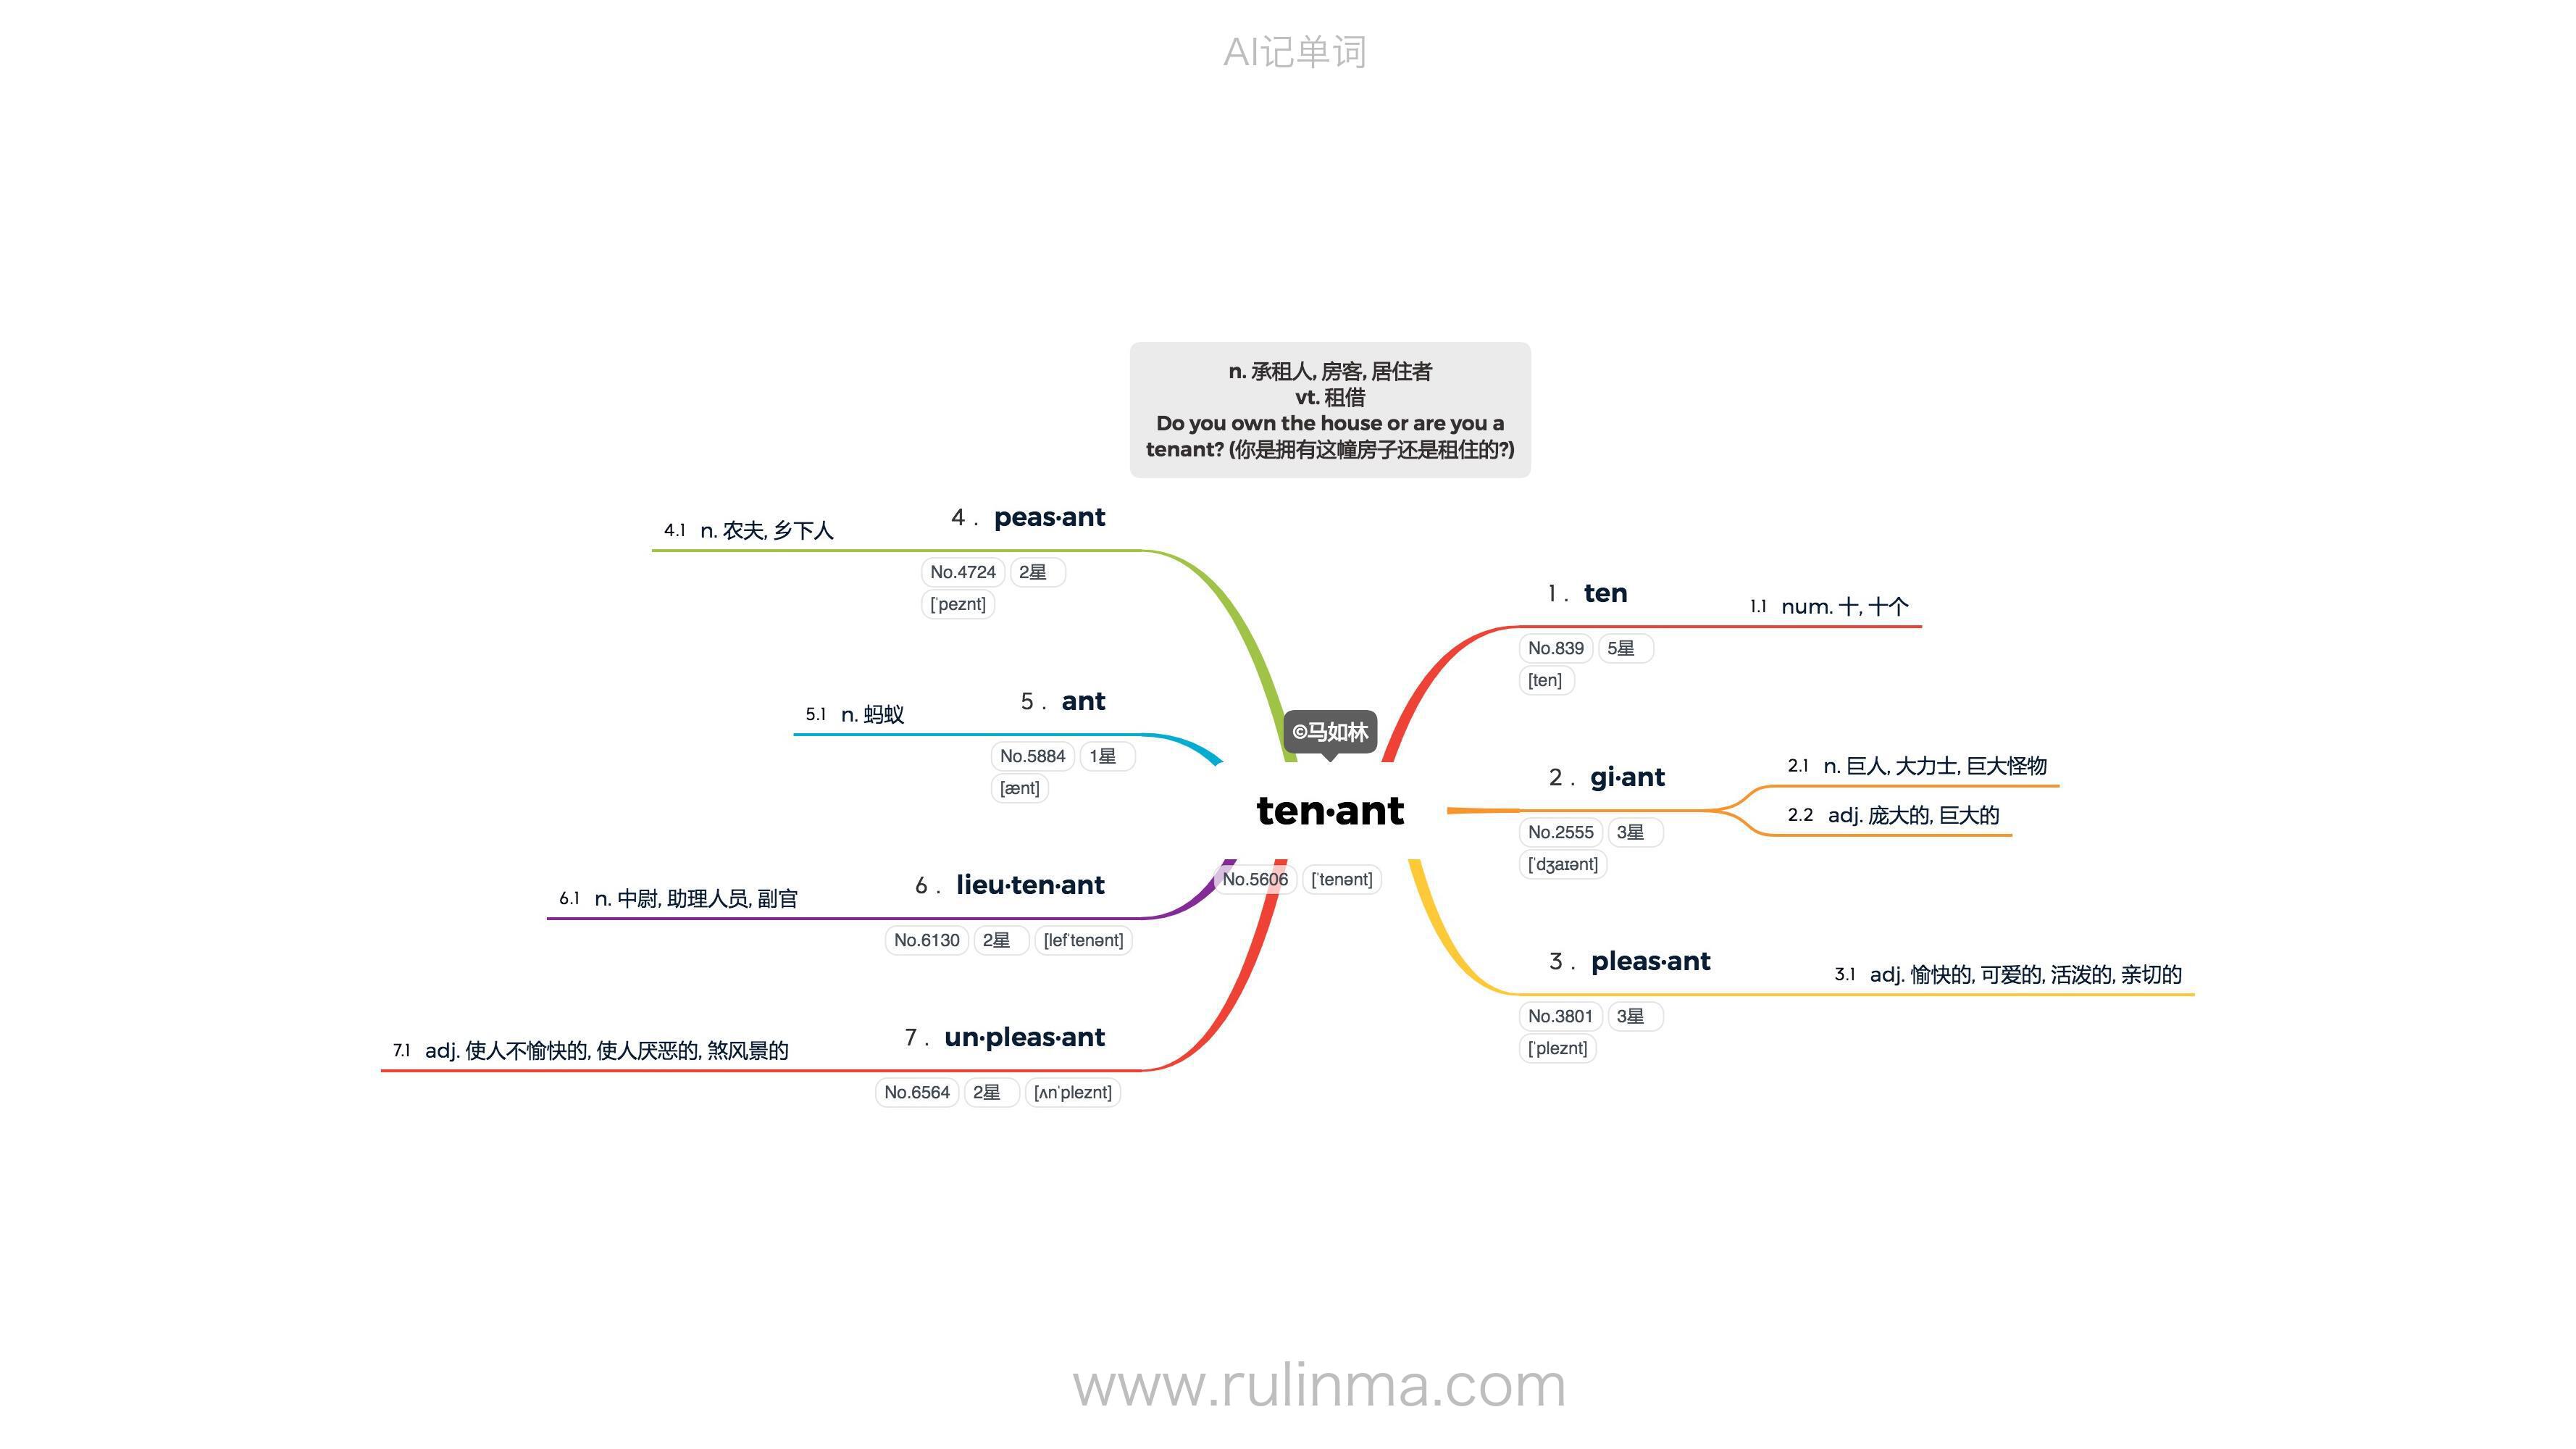 AI记单词
n. 承租人, 房客, 居住者
vt. 租借
Do you own the house or are you a
tenant? (你是拥有这幢房子还是租住的?)
©马如林
ten·ant
No.5606 [ˈtenənt]
1 . ten
No.839 5星
[ten]
1.1 num. 十, 十个
2 . gi·ant
No.2555 3星
[ˈdʒaɪənt]
2.1 n. 巨人, 大力士, 巨大怪物
2.2 adj. 庞大的, 巨大的
3 . pleas·ant
No.3801 3星
[ˈpleznt]
3.1 adj. 愉快的, 可爱的, 活泼的, 亲切的
4 . peas·ant
No.4724 2星
[ˈpeznt]
4.1 n. 农夫, 乡下人
5 . ant
No.5884 1星
[ænt]
5.1 n. 蚂蚁
6 . lieu·ten·ant
No.6130 2星 [lefˈtenənt]
6.1 n. 中尉, 助理人员, 副官
7 . un·pleas·ant
No.6564 2星 [ʌnˈpleznt]
7.1 adj. 使人不愉快的, 使人厌恶的, 煞风景的
www.rulinma.com